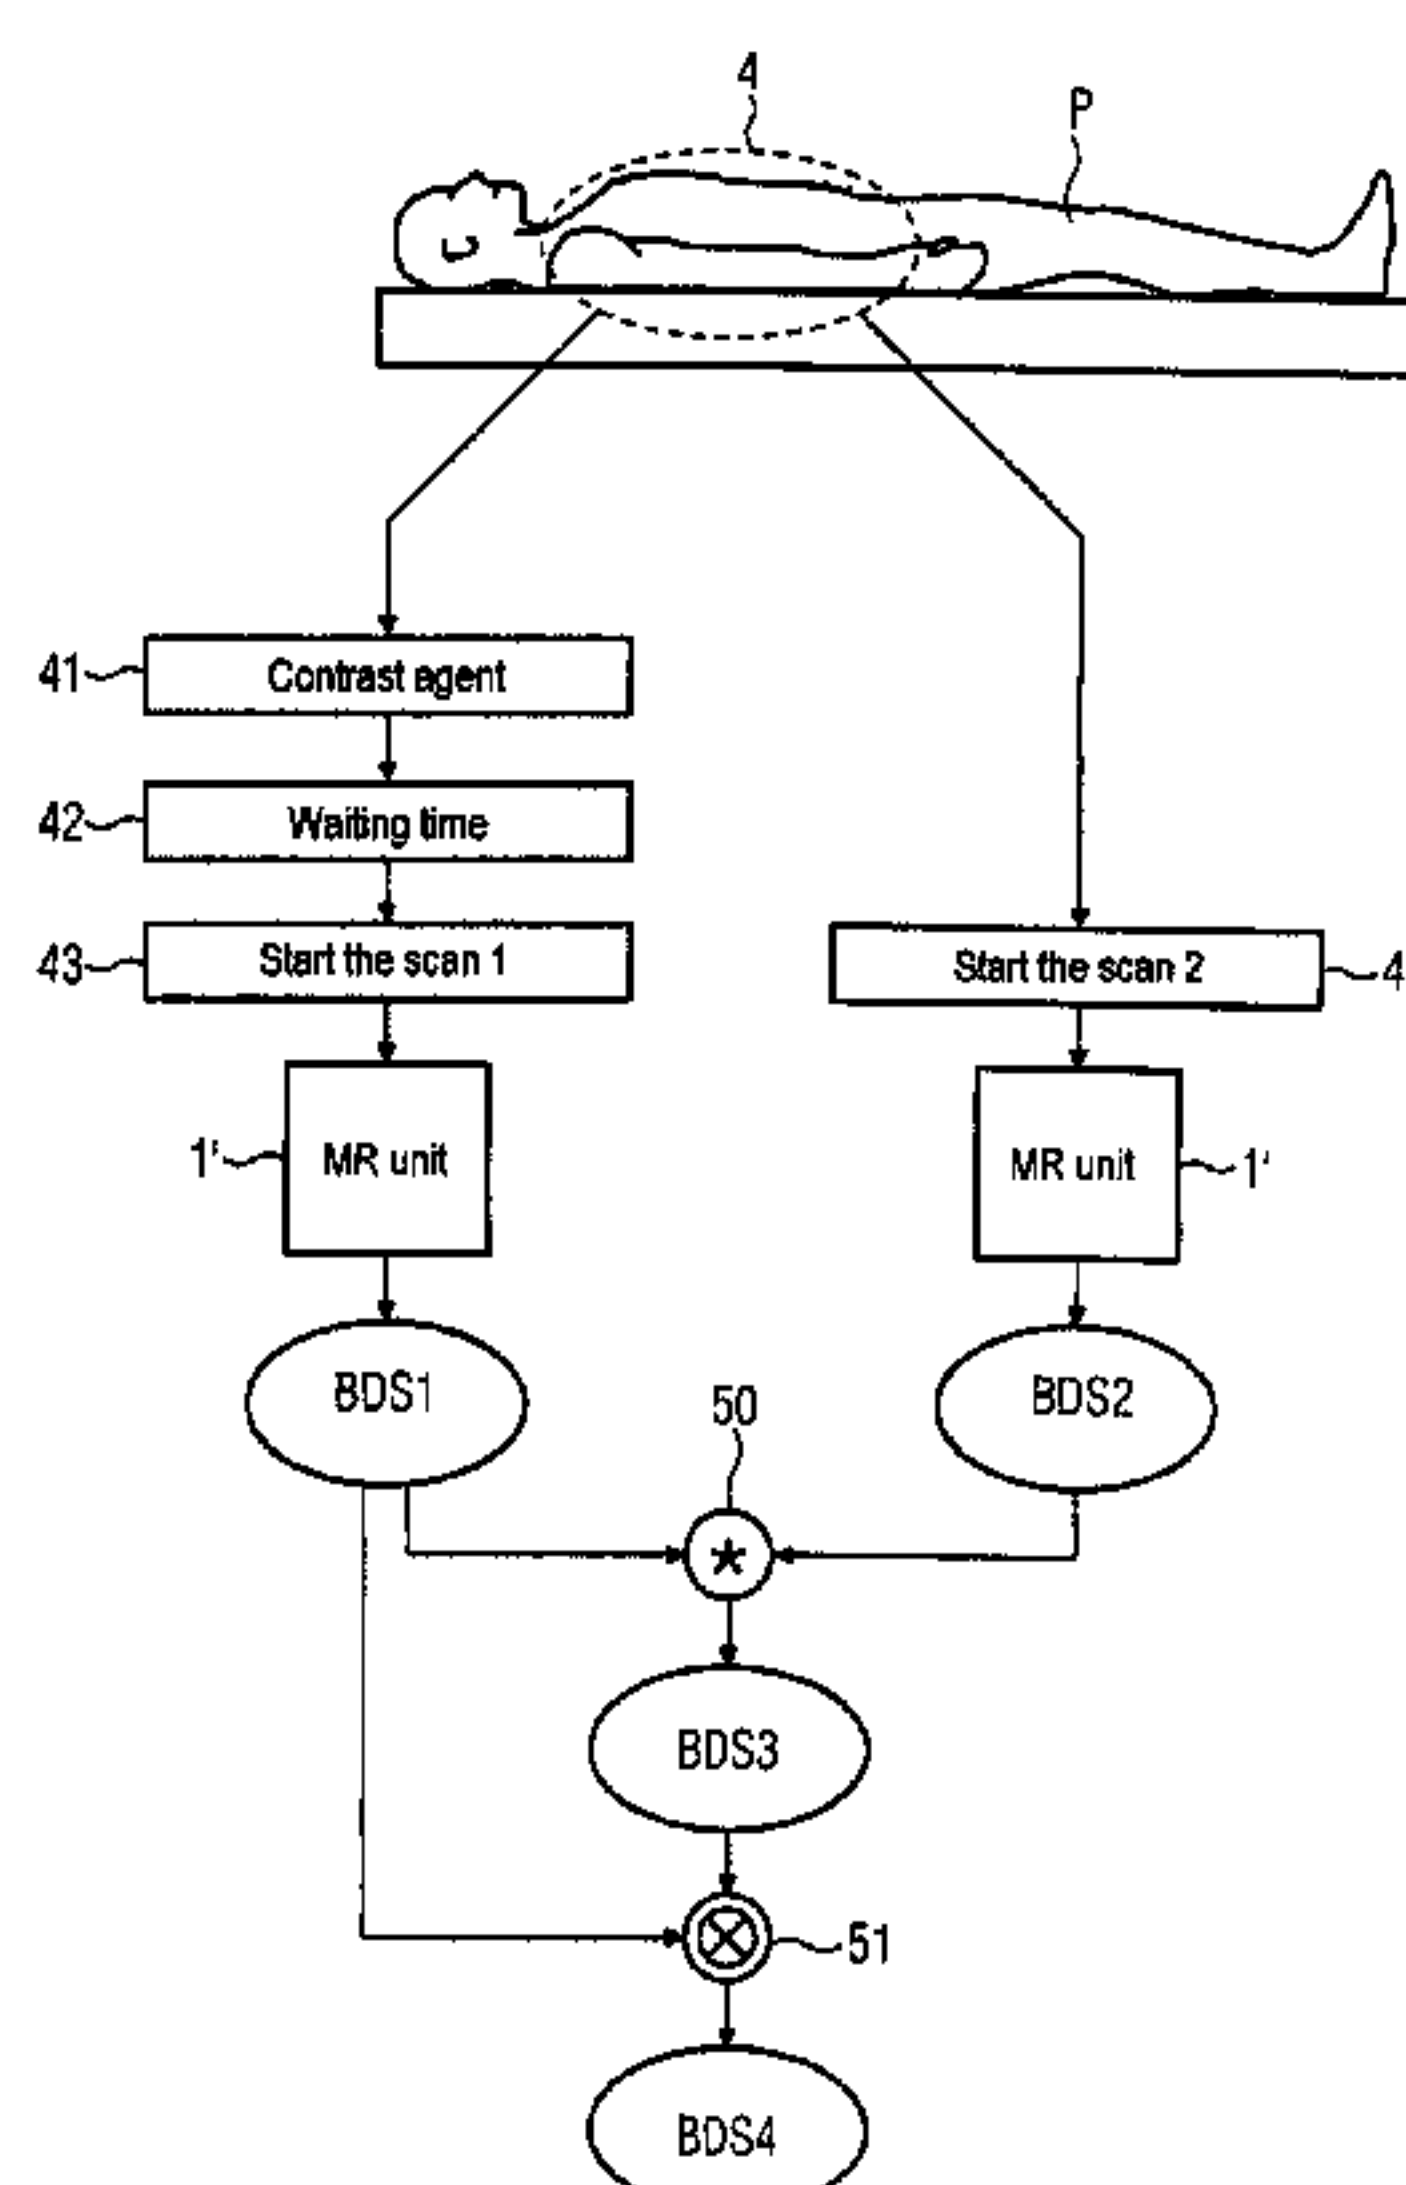 4
P
41 Contrast agent
42 Waiting time
43 Start the scan 1
Start the scan 2
1' MR unit
MR unit 1'
BDS1
BDS2
50
*
BDS3
51
BDS4